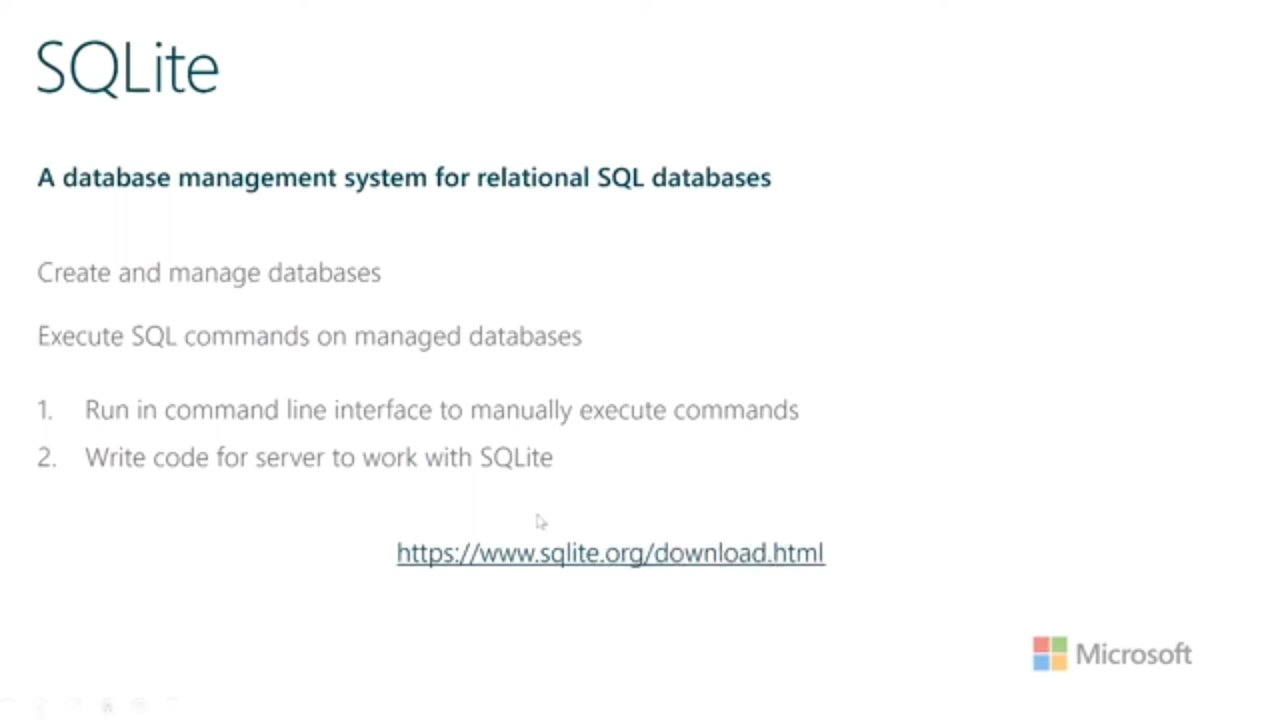 SQLite
A database management system for relational SQL databases
Create and manage databases
Execute SQL commands on managed databases
1. Run in command line interface to manually execute commands
2. Write code for server to work with SQLite
https://www.sqlite.org/download.html
Microsoft